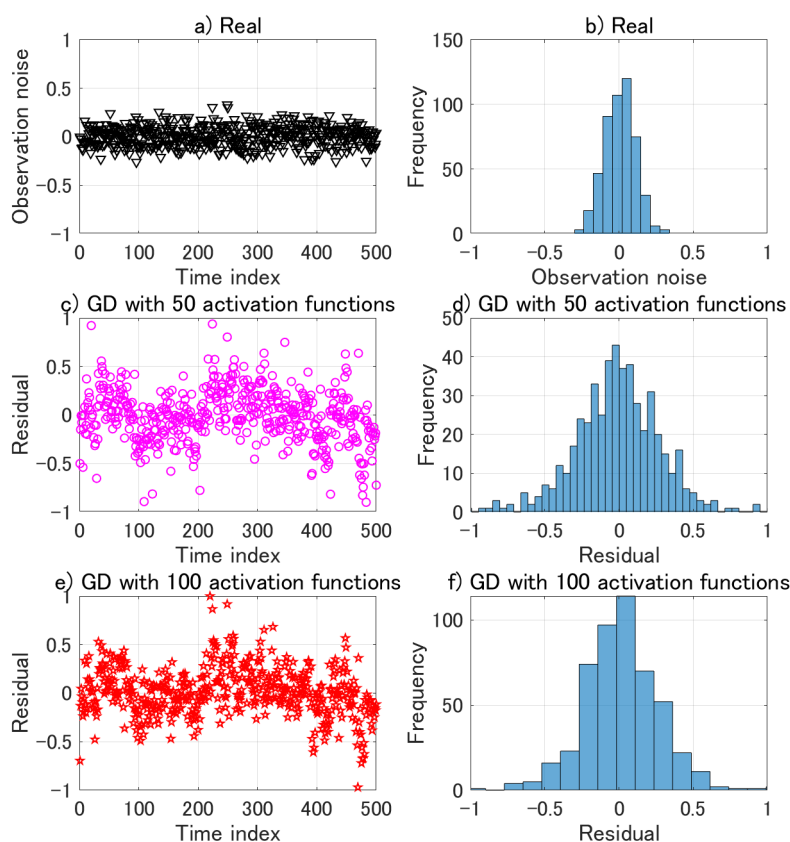 a) Real
b) Real
1
0.5
0
−0.5
−1
Observation noise
0 100 200 300 400 500
Time index
150
100
50
0
Frequency
−1 −0.5 0 0.5 1
Observation noise
c) GD with 50 activation functions
d) GD with 50 activation functions
1
0.5
0
−0.5
−1
Residual
0 100 200 300 400 500
Time index
50
40
30
20
10
0
Frequency
−1 −0.5 0 0.5 1
Residual
e) GD with 100 activation functions
f) GD with 100 activation functions
1
0.5
0
−0.5
−1
Residual
0 100 200 300 400 500
Time index
100
50
0
Frequency
−1 −0.5 0 0.5 1
Residual